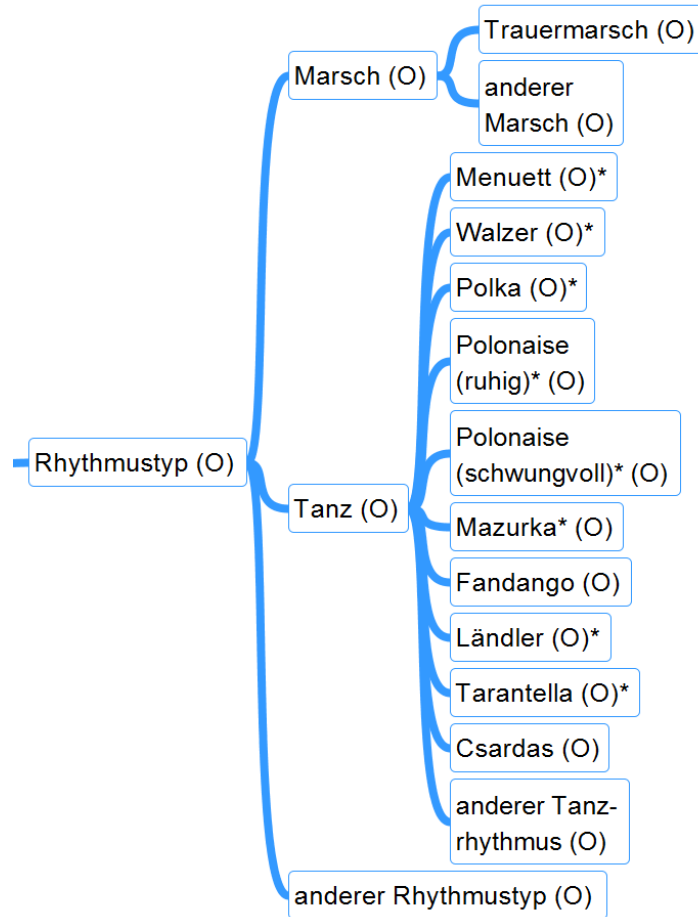 Trauermarsch (O)
Marsch (O)
anderer
Marsch (O)
Menuett (O)*
Walzer (O)*
Polka (O)*
Polonaise
(ruhig)* (O)
Polonaise
(schwungvoll)* (O)
Rhythmustyp (O)
Tanz (O)
Mazurka* (O)
Fandango (O)
Ländler (O)*
Tarantella (O)*
Csardas (O)
anderer Tanz-
rhythmus (O)
anderer Rhythmustyp (O)